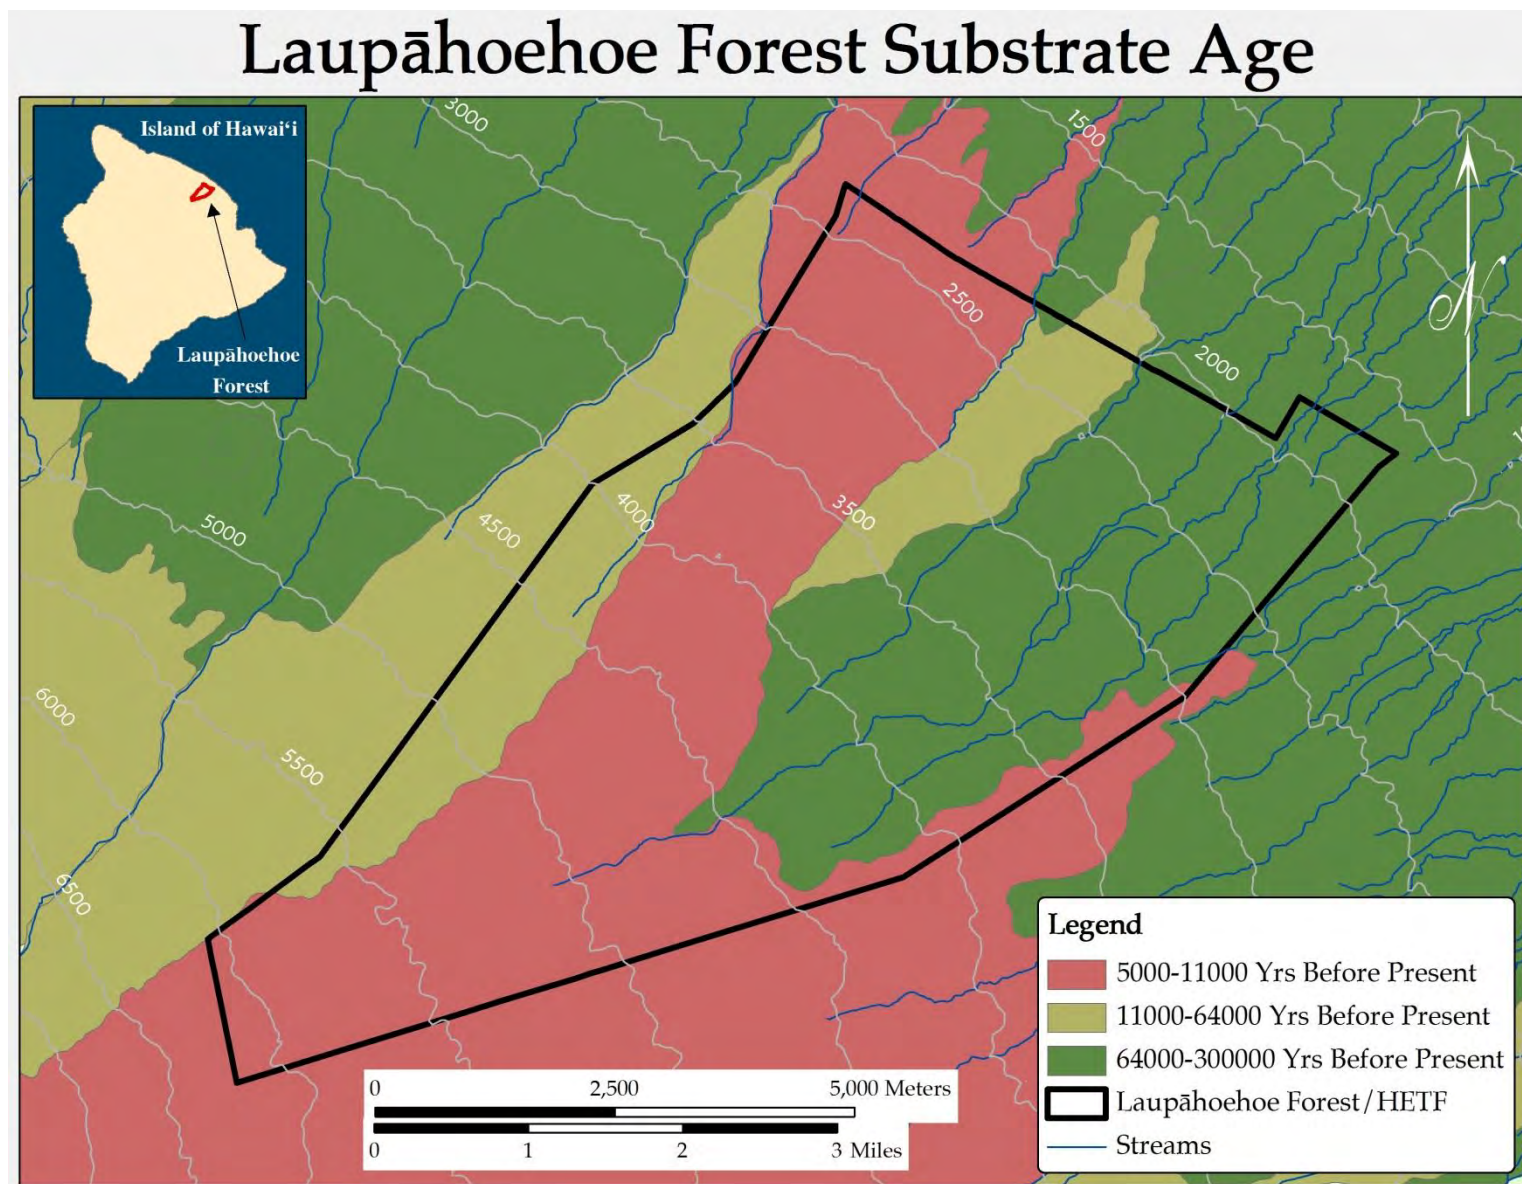 Laupāhoehoe Forest Substrate Age
Island of Hawaiʻi
Laupāhoehoe
Forest
3000
1500
2500
2000
N
5000
4500
4000
3500
6000
5500
6500
Legend
5000-11000 Yrs Before Present
11000-64000 Yrs Before Present
64000-300000 Yrs Before Present
Laupāhoehoe Forest/HETF
Streams
0 2,500 5,000 Meters
0 1 2 3 Miles